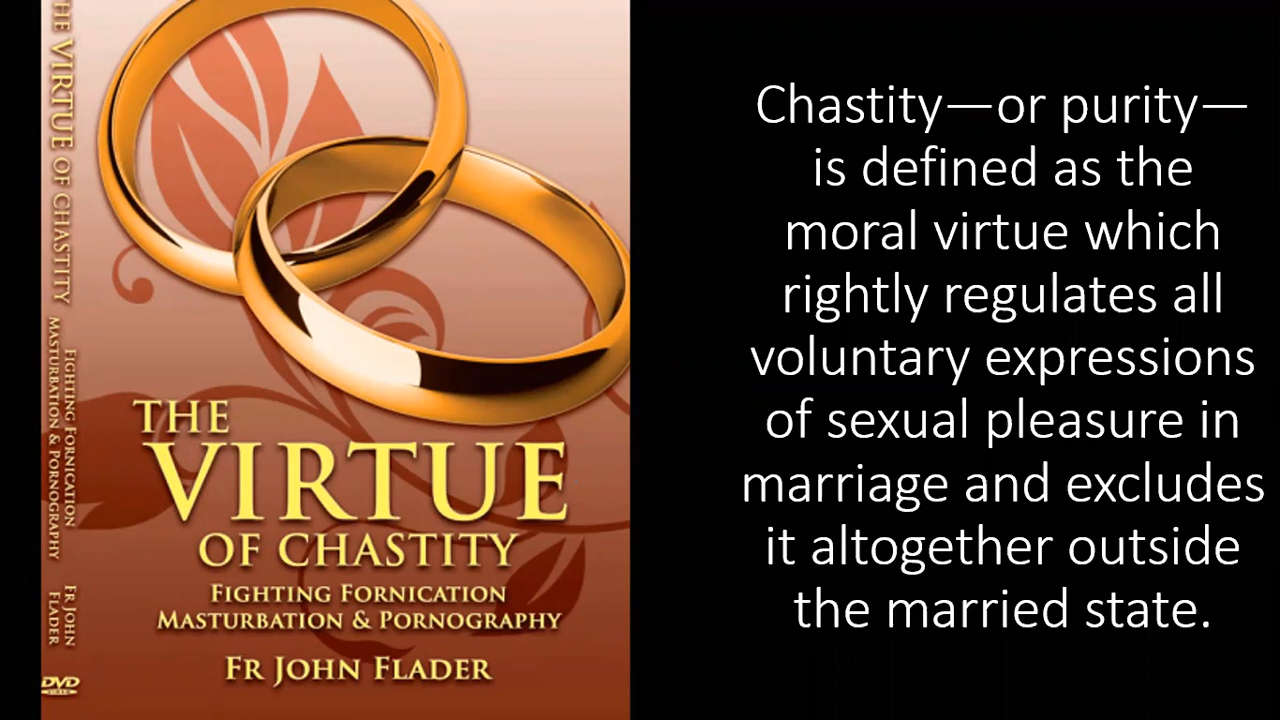 THE VIRTUE OF CHASTITY
FIGHTING FORNICATION
MASTURBATION & PORNOGRAPHY
FR JOHN
FLADER
DVD
VIDEO
THE
VIRTUE
OF CHASTITY
FIGHTING FORNICATION
MASTURBATION & PORNOGRAPHY
FR JOHN FLADER
Chastity—or purity—
is defined as the
moral virtue which
rightly regulates all
voluntary expressions
of sexual pleasure in
marriage and excludes
it altogether outside
the married state.